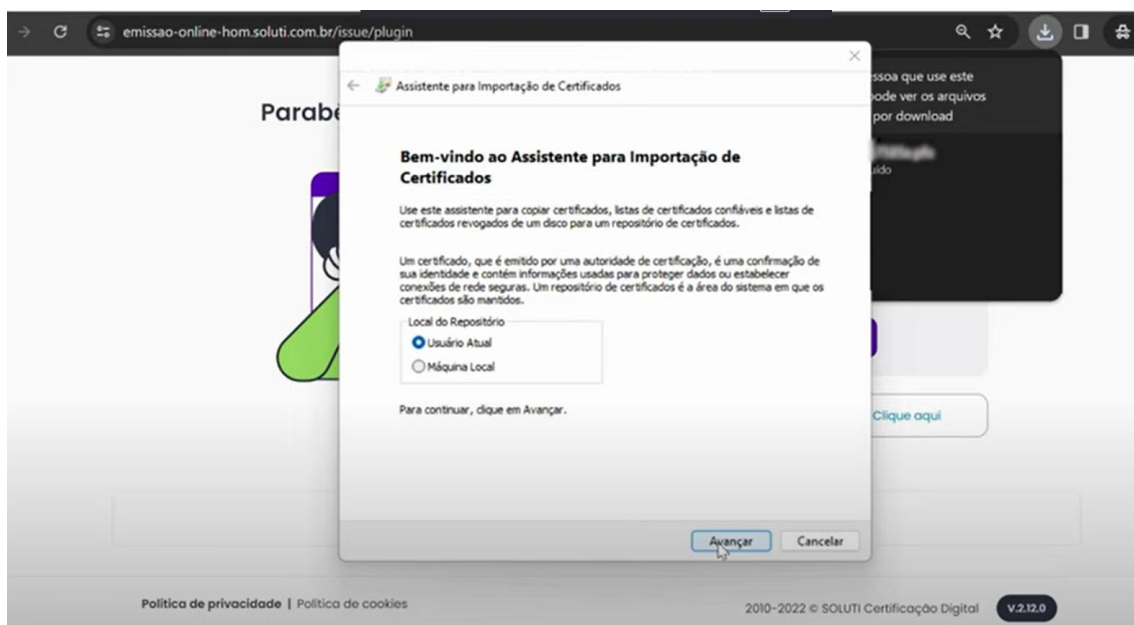 emissao-online-hom.soluti.com.br/issue/plugin
Assistente para Importação de Certificados
essoa que use este
pode ver os arquivos
por download
Bem-vindo ao Assistente para Importação de
Certificados
Use este assistente para copiar certificados, listas de certificados confiáveis e listas de
certificados revogados de um disco para um repositório de certificados.
Um certificado, que é emitido por uma autoridade de certificação, é uma confirmação de
sua identidade e contém informações usadas para proteger dados ou estabelecer
conexões de rede seguras. Um repositório de certificados é a área do sistema em que os
certificados são mantidos.
Local do Repositório
Usuário Atual
Máquina Local
Para continuar, clique em Avançar.
Clique aqui
Avançar
Cancelar
Política de privacidade | Política de cookies
2010-2022 © SOLUTI Certificação Digital
V.2.12.0